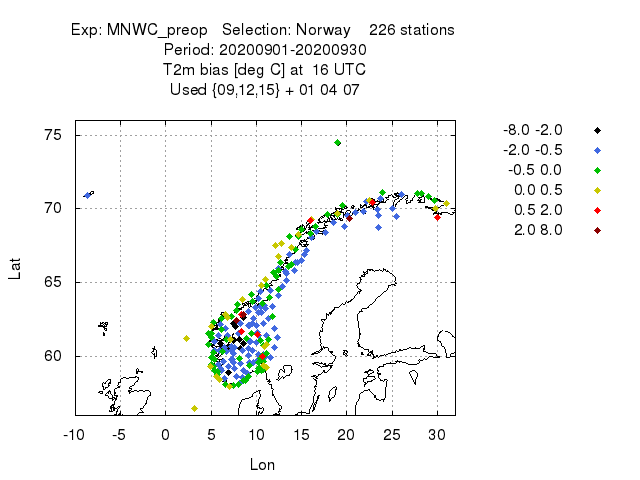 Exp: MNWC_preop Selection: Norway 226 stations
Period: 20200901-20200930
T2m bias [deg C] at 16 UTC
Used {09,12,15} + 01 04 07
-8.0 -2.0
-2.0 -0.5
-0.5 0.0
0.0 0.5
0.5 2.0
2.0 8.0
75
70
65
60
Lat
-10 -5 0 5 10 15 20 25 30
Lon